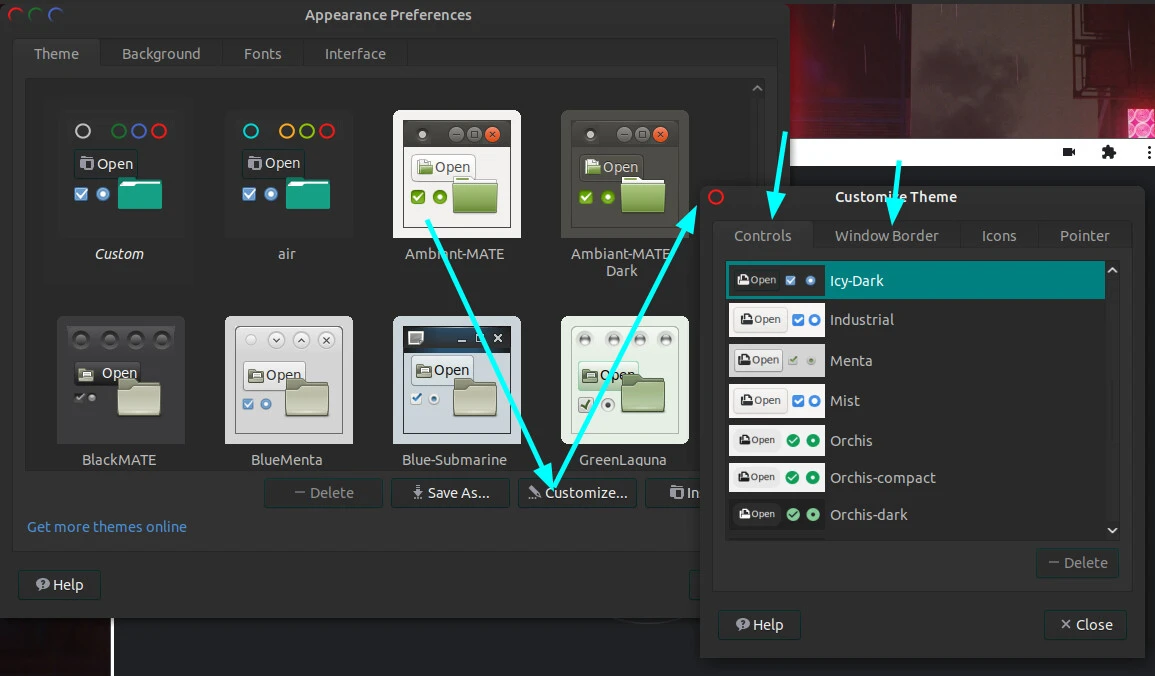 Appearance Preferences
Theme
Background
Fonts
Interface
Open
Open
Open
Open
Custom
air
Ambiant-MATE
Ambiant-MATE
Dark
Open
Open
Open
Open
BlackMATE
BlueMenta
Blue-Submarine
GreenLaguna
Delete
Save As...
Customize...
In
Get more themes online
Help
Customize Theme
Controls
Window Border
Icons
Pointer
Open Icy-Dark
Open Industrial
Open Menta
Open Mist
Open Orchis
Open Orchis-compact
Open Orchis-dark
Delete
Help
Close